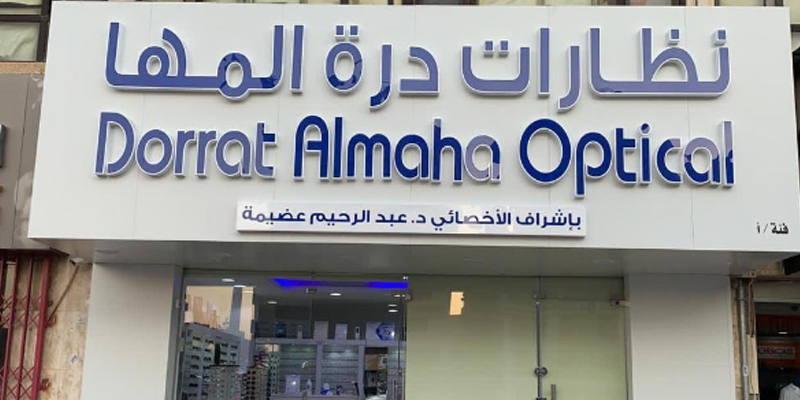 نظارات درة المها
Dorrat Almaha Optical
بإشراف الأخصائي د. عبد الرحيم عضيمة
فئة / أ